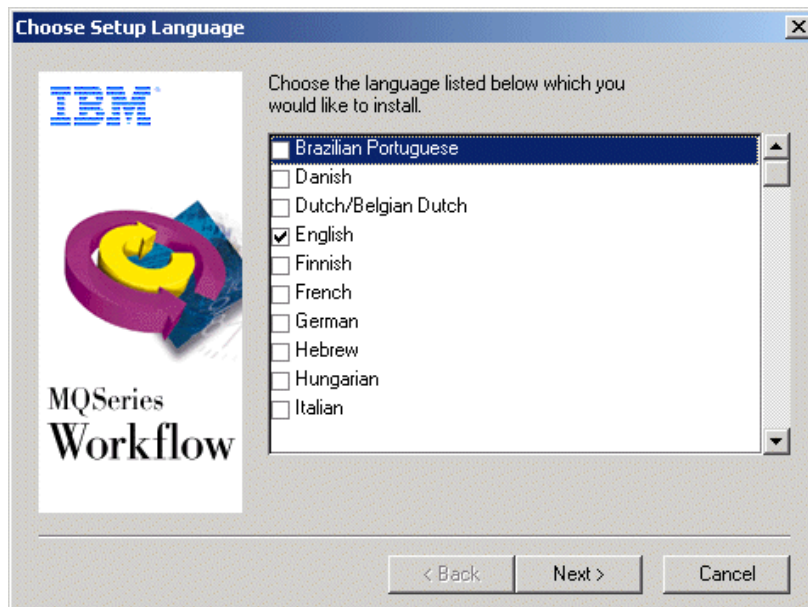 Choose Setup Language
IBM
Choose the language listed below which you
would like to install.
Brazilian Portuguese
Danish
Dutch/Belgian Dutch
English
Finnish
French
German
Hebrew
Hungarian
Italian
MQSeries
Workflow
< Back
Next >
Cancel